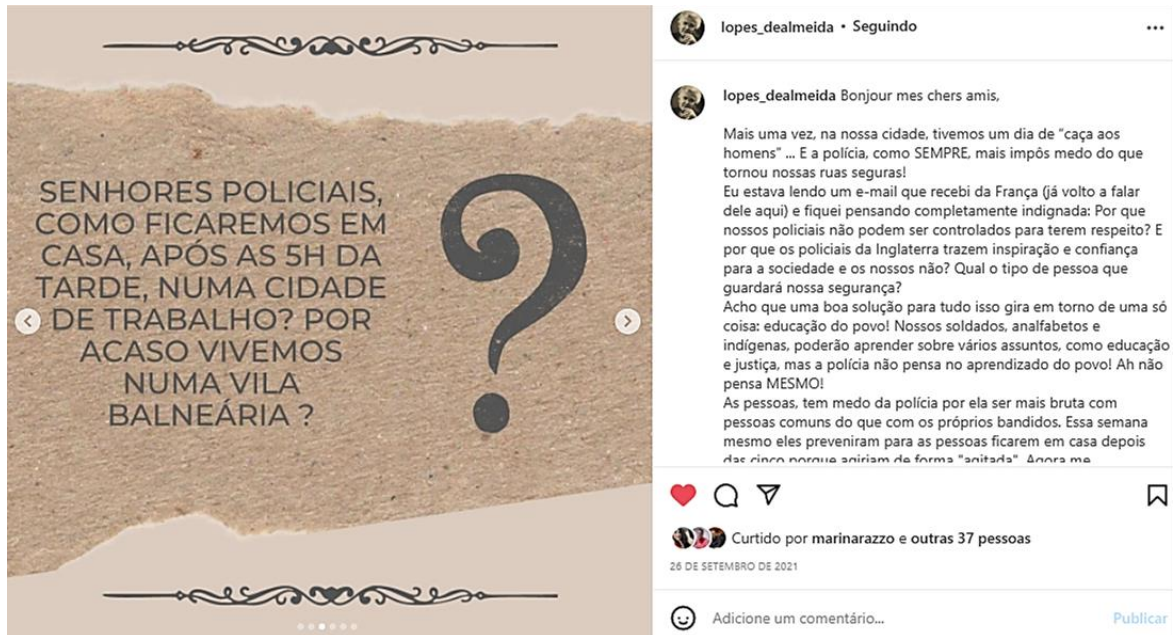 SENHORES POLICIAIS,
COMO FICAREMOS EM
CASA, APÓS AS 5H DA
TARDE, NUMA CIDADE
DE TRABALHO? POR
ACASO VIVEMOS
NUMA VILA
BALNEÁRIA ?
?
lopes_dealmeida • Seguindo
lopes_dealmeida Bonjour mes chers amis,
Mais uma vez, na nossa cidade, tivemos um dia de "caça aos
homens" ... E a polícia, como SEMPRE, mais impôs medo do que
tornou nossas ruas seguras!
Eu estava lendo um e-mail que recebi da França (já volto a falar
dele aqui) e fiquei pensando completamente indignada: Por que
nossos policiais não podem ser controlados para terem respeito? E
por que os policiais da Inglaterra trazem inspiração e confiança
para a sociedade e os nossos não? Qual o tipo de pessoa que
guardará nossa segurança?
Acho que uma boa solução para tudo isso gira em torno de uma só
coisa: educação do povo! Nossos soldados, analfabetos e
indígenas, poderão aprender sobre vários assuntos, como educação
e justiça, mas a polícia não pensa no aprendizado do povo! Ah não
pensa MESMO!
As pessoas, tem medo da polícia por ela ser mais bruta com
pessoas comuns do que com os próprios bandidos. Essa semana
mesmo eles preveniram para as pessoas ficarem em casa depois
das cinco porque agiriam de forma "agitada". Agora me
Curtido por marinarazzo e outras 37 pessoas
26 DE SETEMBRO DE 2021
Adicione um comentário... Publicar